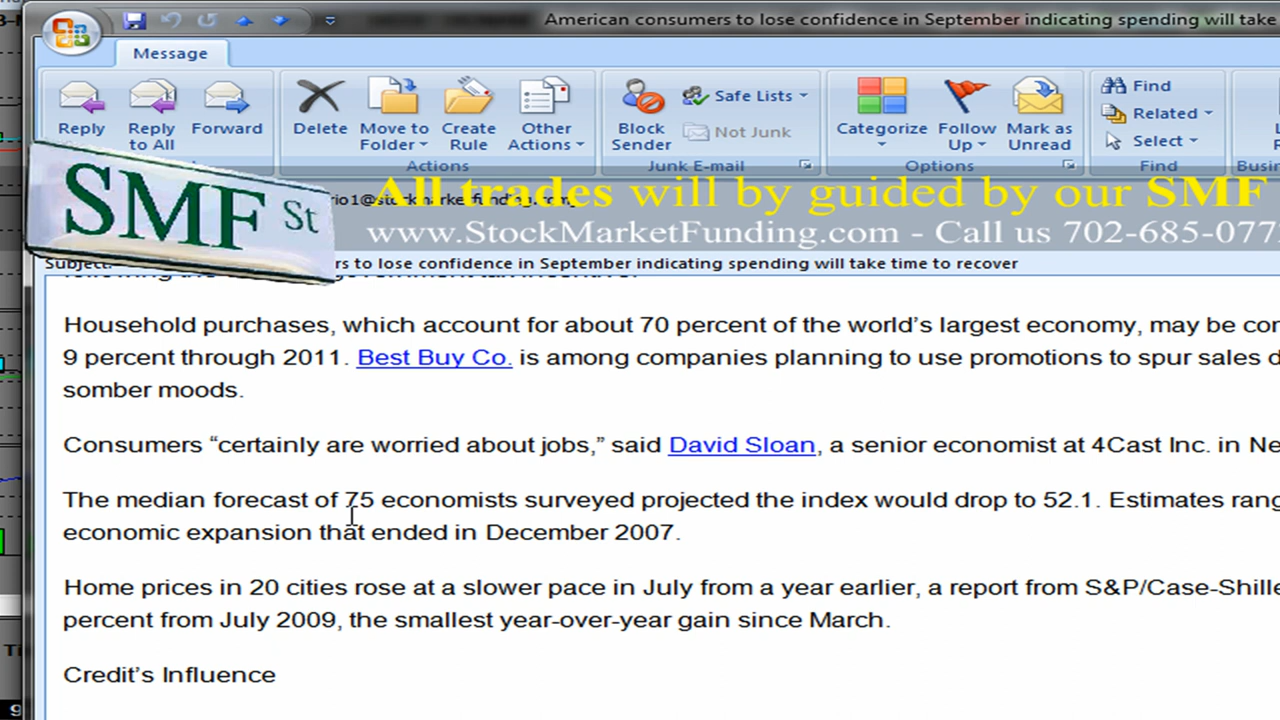 American consumers to lose confidence in September indicating spending will take
Message
Reply
Reply to All
Forward
Delete
Move to Folder
Create Rule
Other Actions
Actions
Block Sender
Safe Lists
Not Junk
Junk E-mail
Categorize
Follow Up
Mark as Unread
Options
Find
Related
Select
Find
SMF St
All trades will by guided by our SMF
www.StockMarketFunding.com - Call us 702-685-077
Subject:
rs to lose confidence in September indicating spending will take time to recover
Household purchases, which account for about 70 percent of the world’s largest economy, may be
9 percent through 2011. Best Buy Co. is among companies planning to use promotions to spur sales
somber moods.
Consumers “certainly are worried about jobs,” said David Sloan, a senior economist at 4Cast Inc. in
The median forecast of 75 economists surveyed projected the index would drop to 52.1. Estimates
economic expansion that ended in December 2007.
Home prices in 20 cities rose at a slower pace in July from a year earlier, a report from S&P/Case-Shille
percent from July 2009, the smallest year-over-year gain since March.
Credit’s Influence